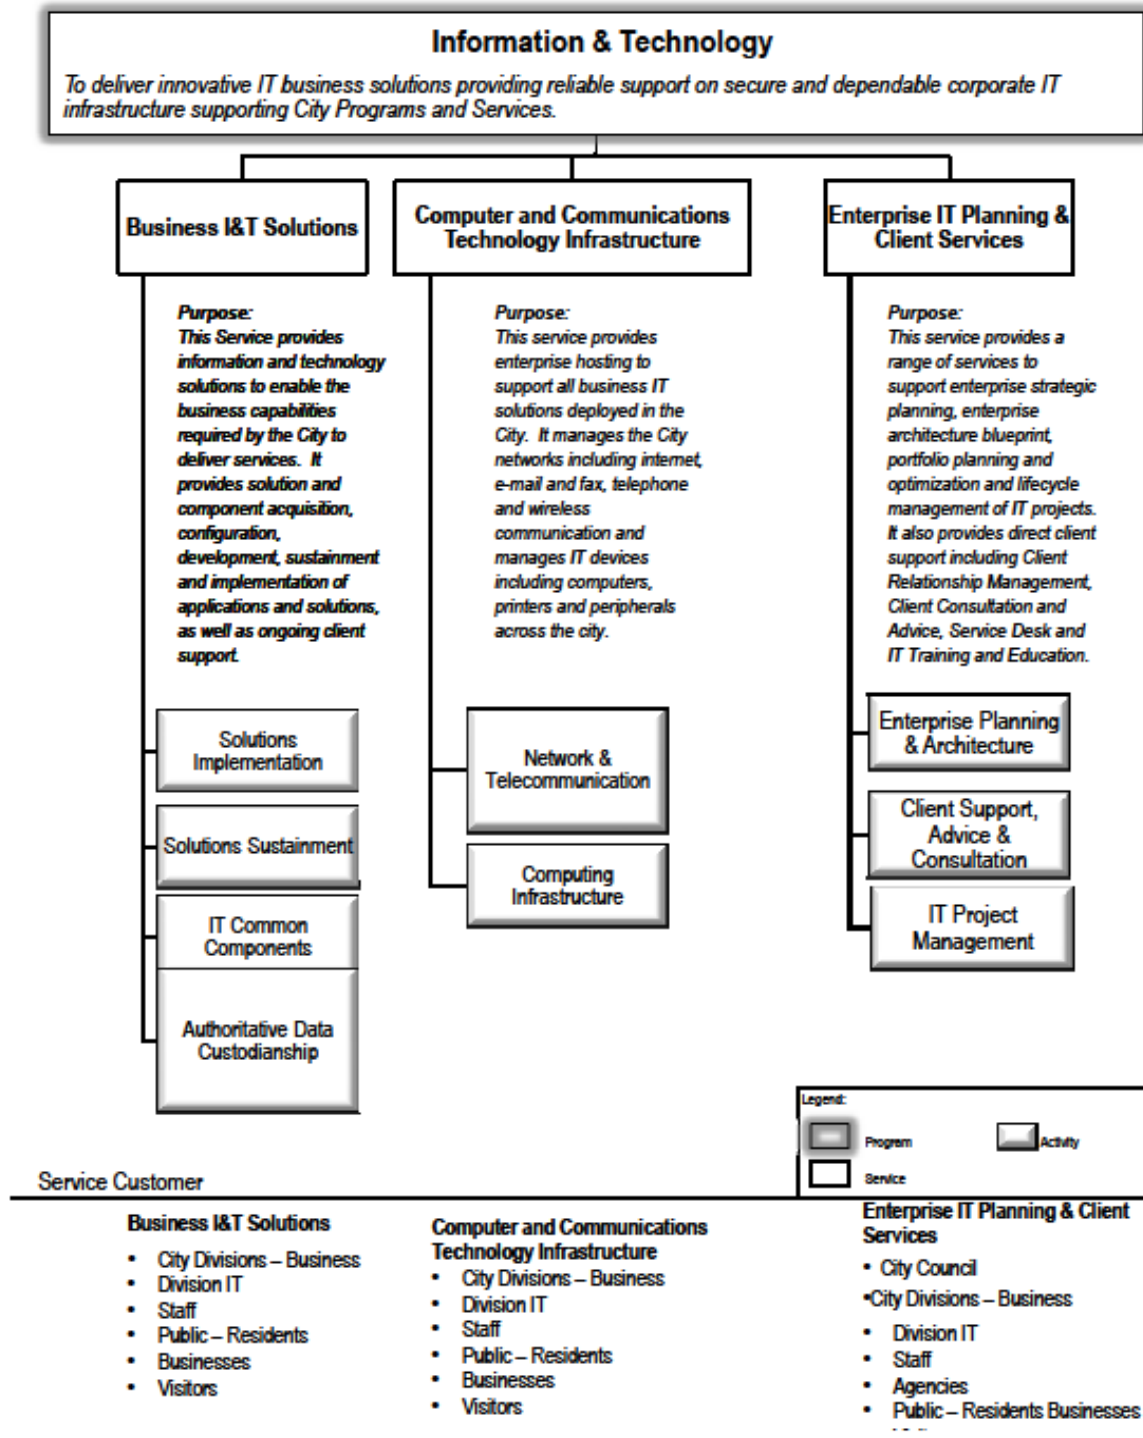 Information & Technology
To deliver innovative IT business solutions providing reliable support on secure and dependable corporate IT
infrastructure supporting City Programs and Services.
Business I&T Solutions
Computer and Communications
Technology Infrastructure
Enterprise IT Planning &
Client Services
Purpose:
This Service provides
information and technology
solutions to enable the
business capabilities
required by the City to
deliver services. It
provides solution and
component acquisition,
configuration,
development, sustainment
and implementation of
applications and solutions,
as well as ongoing client
support.
Purpose:
This service provides
enterprise hosting to
support all business IT
solutions deployed in the
City. It manages the City
networks including internet,
e-mail and fax, telephone
and wireless
communication and
manages IT devices
including computers,
printers and peripherals
across the city.
Purpose:
This service provides a
range of services to
support enterprise strategic
planning, enterprise
architecture blueprint,
portfolio planning and
optimization and lifecycle
management of IT projects.
It also provides direct client
support including Client
Relationship Management,
Client Consultation and
Advice, Service Desk and
IT Training and Education.
Solutions
Implementation
Solutions Sustainment
IT Common
Components
Authoritative Data
Custodianship
Network &
Telecommunication
Computing
Infrastructure
Enterprise Planning
& Architecture
Client Support,
Advice &
Consultation
IT Project
Management
Legend:
Program
Activity
Service
Service Customer
Business I&T Solutions
• City Divisions – Business
• Division IT
• Staff
• Public – Residents
• Businesses
• Visitors
Computer and Communications
Technology Infrastructure
• City Divisions – Business
• Division IT
• Staff
• Public – Residents
• Businesses
• Visitors
Enterprise IT Planning & Client
Services
• City Council
•City Divisions – Business
• Division IT
• Staff
• Agencies
• Public – Residents Businesses